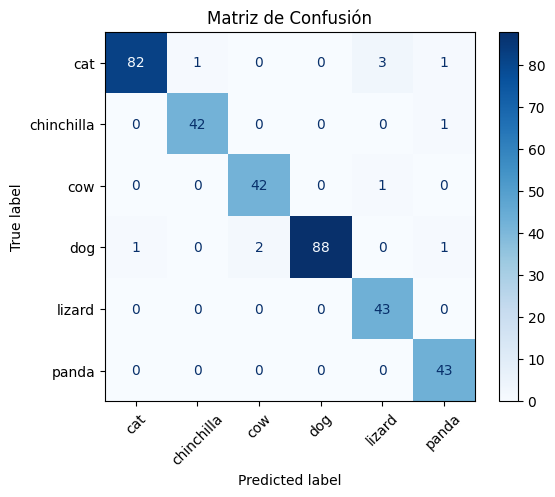 Matriz de Confusión
True label
cat 82 1 0 0 3 1
chinchilla 0 42 0 0 0 1
cow 0 0 42 0 1 0
dog 1 0 2 88 0 1
lizard 0 0 0 0 43 0
panda 0 0 0 0 0 43
cat chinchilla cow dog lizard panda
Predicted label
80
70
60
50
40
30
20
10
0